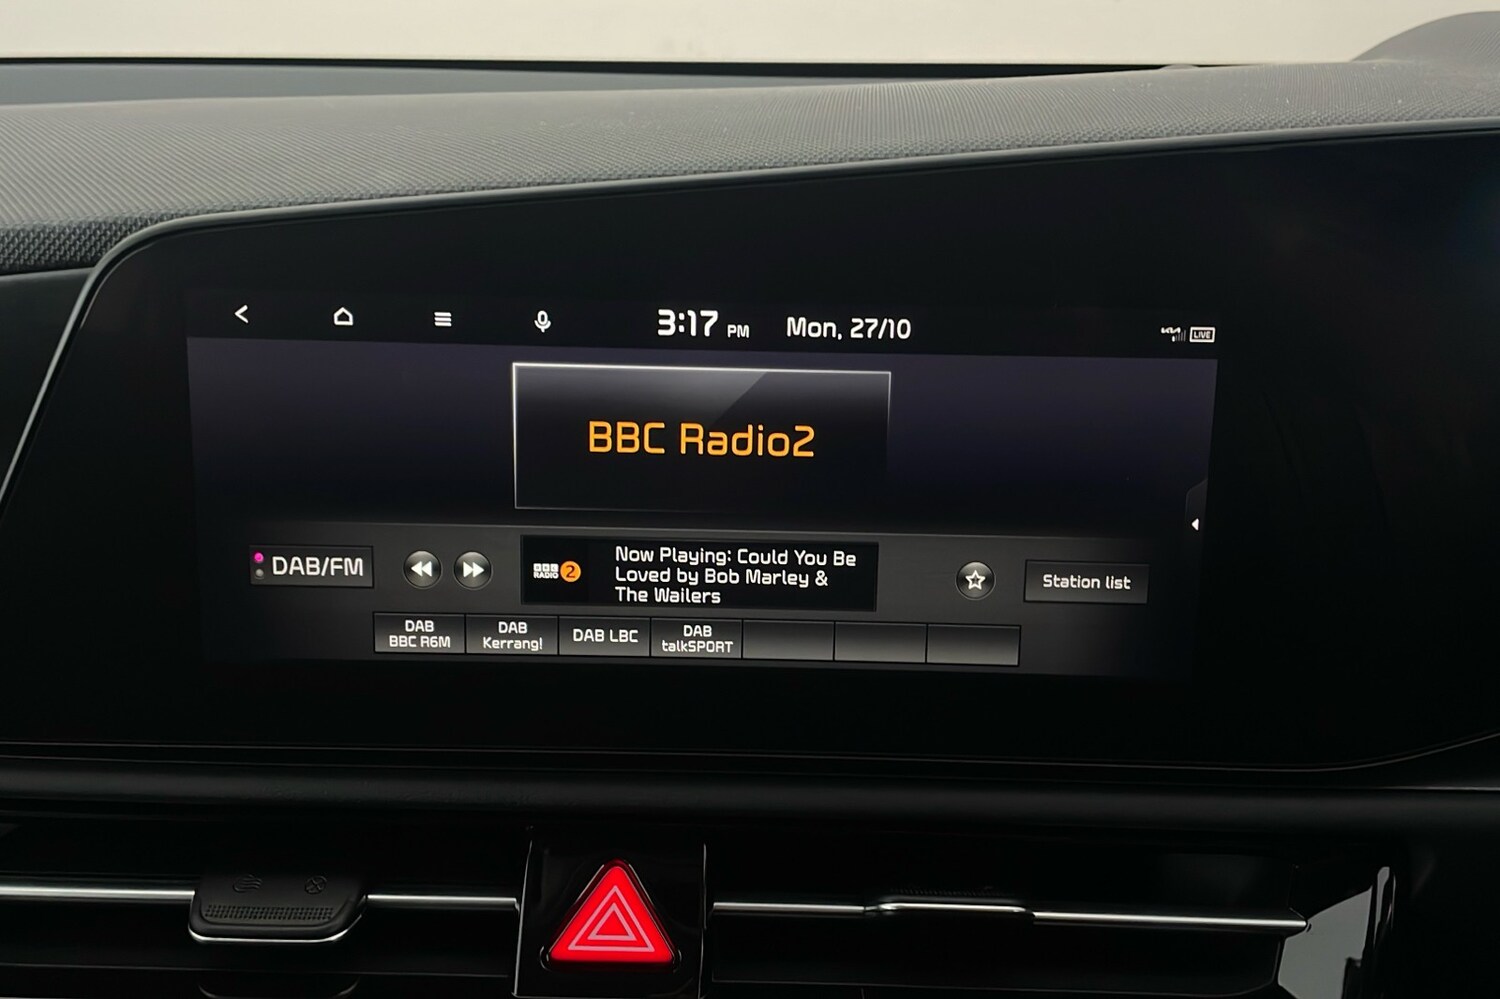 3:17 PM Mon, 27/10
KIA LIVE
BBC Radio2
DAB/FM
BBC
RADIO 2
Now Playing: Could You Be
Loved by Bob Marley &
The Wailers
Station list
DAB
BBC R6M
DAB
Kerrang!
DAB LBC
DAB
talkSPORT